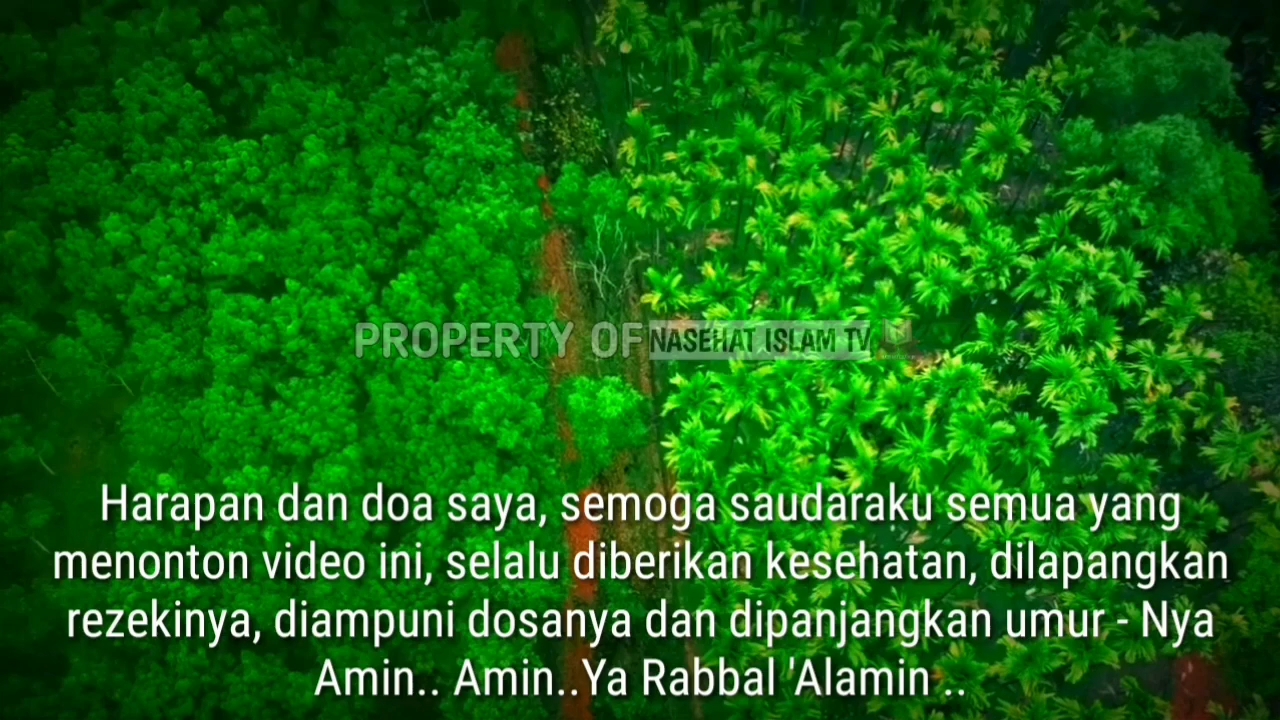 PROPERTY OF NASEHAT ISLAM TV
Harapan dan doa saya, semoga saudaraku semua yang
menonton video ini, selalu diberikan kesehatan, dilapangkan
rezekinya, diampuni dosanya dan dipanjangkan umur - Nya
Amin.. Amin..Ya Rabbal 'Alamin ..